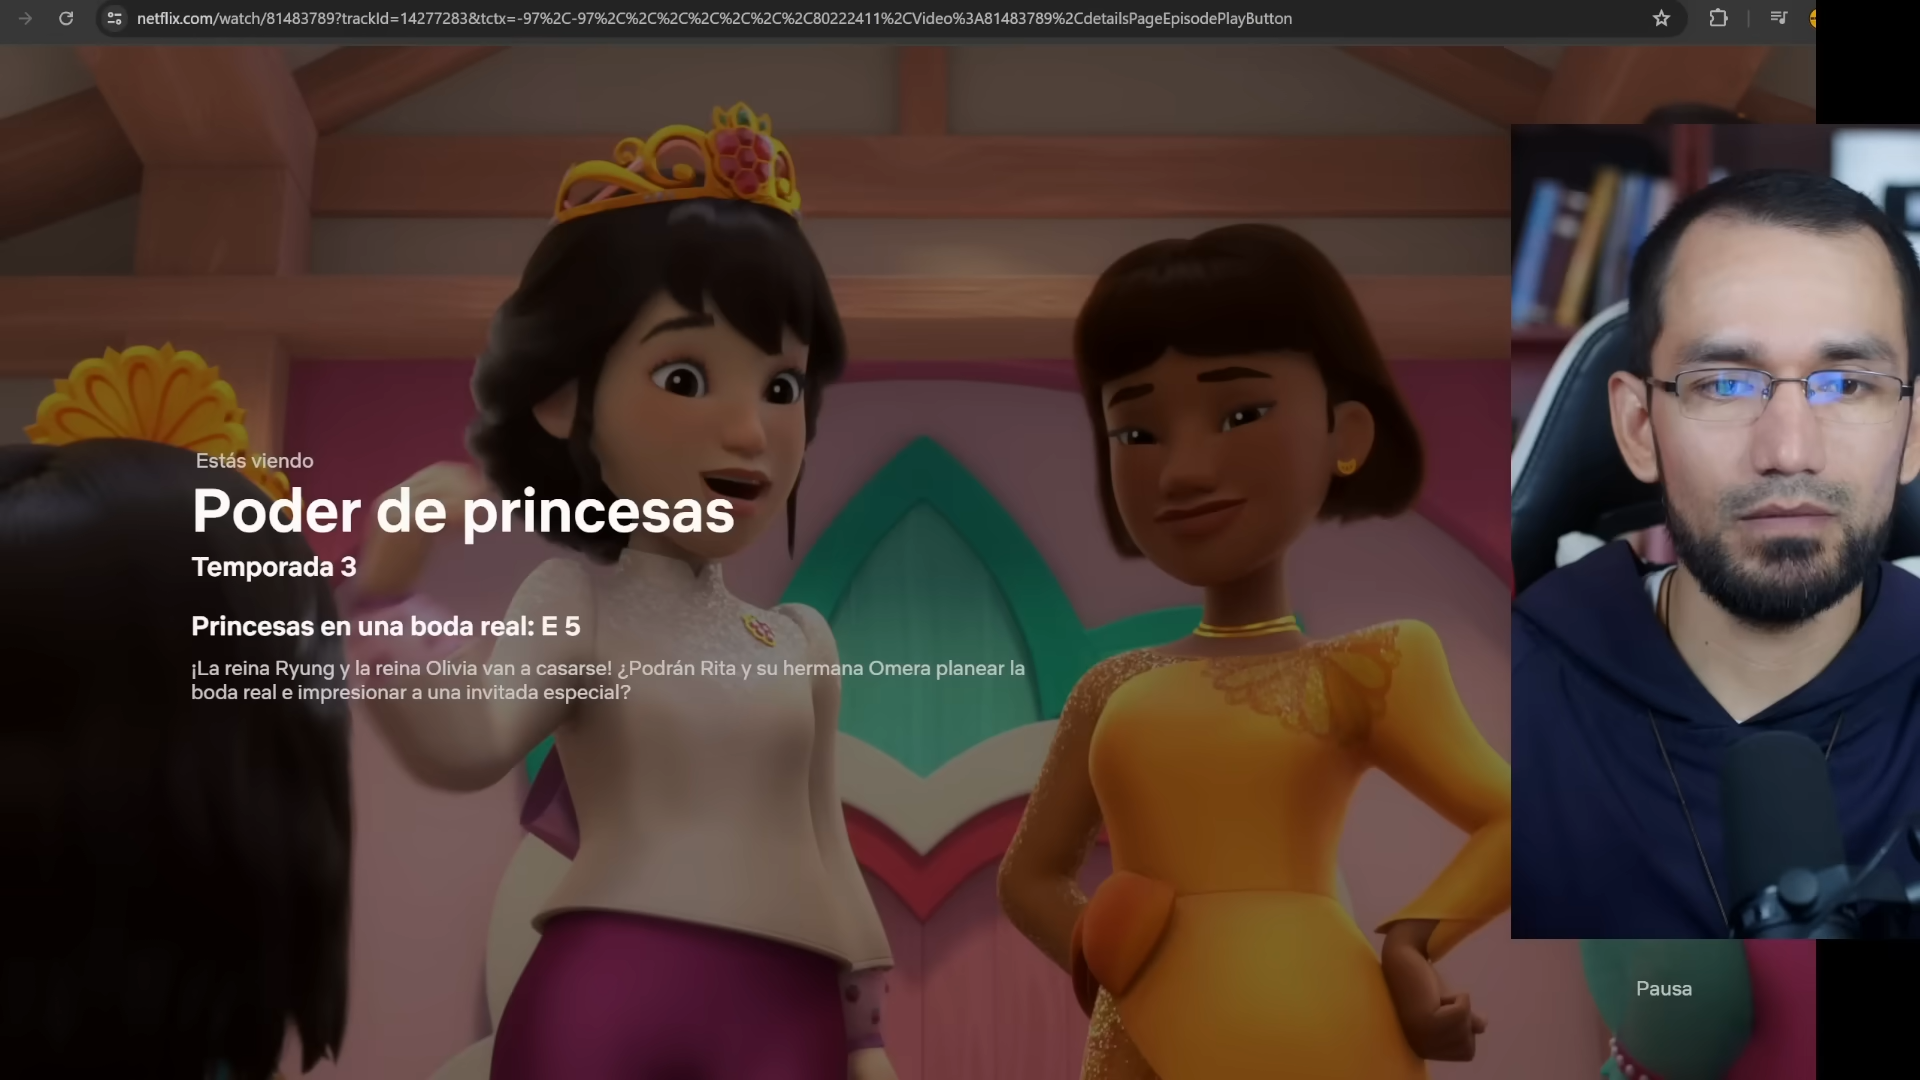 netflix.com/watch/81483789?trackId=14277283&tctx=-97%2C-97%2C%2C%2C%2C%2C%2C%2C%2C80222411%2CVideo%3A81483789%2CdetailsPageEpisodePlayButton
Estás viendo
Poder de princesas
Temporada 3
Princesas en una boda real: E 5
¡La reina Ryung y la reina Olivia van a casarse! ¿Podrán Rita y su hermana Omera planear la
boda real e impresionar a una invitada especial?
Pausa